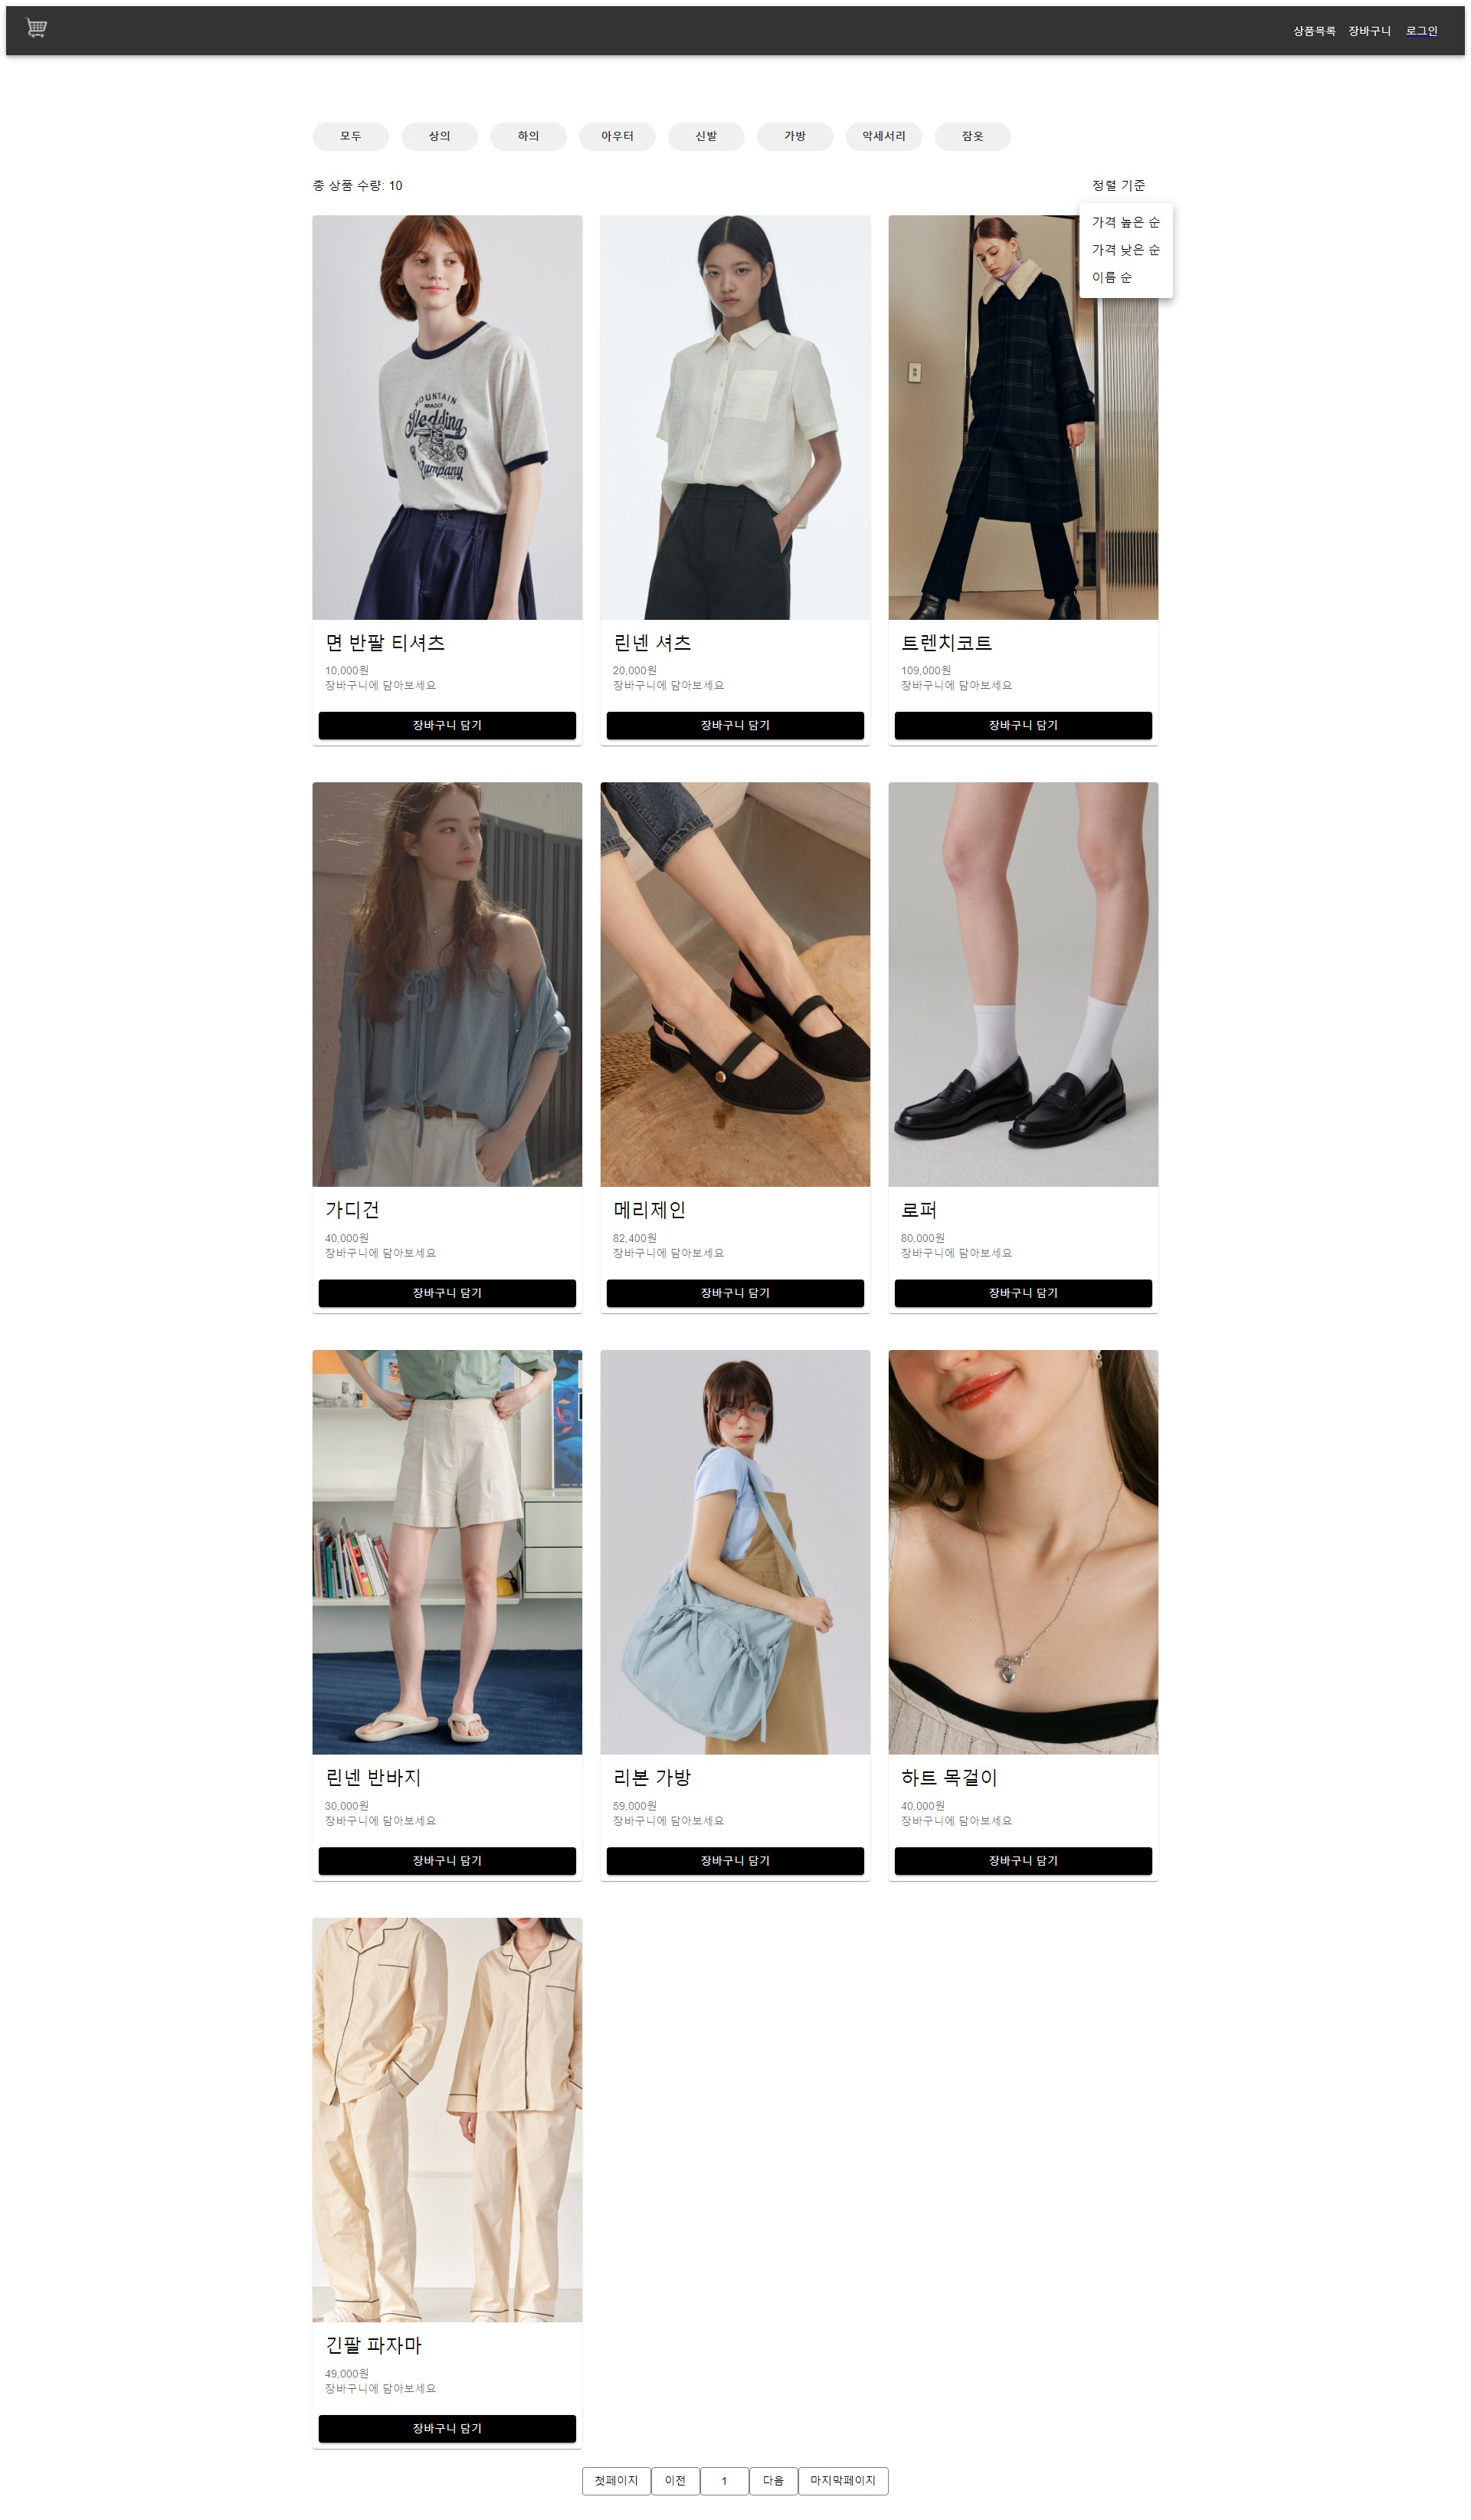 상품목록 장바구니 로그인
모두 상의 하의 아우터 신발 가방 악세서리 잠옷
총 상품 수량: 10
정렬 기준
가격 높은 순
가격 낮은 순
이름 순
MOUNTAIN
MADE OF
Sledding
Company
면 반팔 티셔츠
10,000원
장바구니에 담아보세요
장바구니 담기
린넨 셔츠
20,000원
장바구니에 담아보세요
장바구니 담기
트렌치코트
109,000원
장바구니에 담아보세요
장바구니 담기
가디건
40,000원
장바구니에 담아보세요
장바구니 담기
메리제인
82,400원
장바구니에 담아보세요
장바구니 담기
로퍼
80,000원
장바구니에 담아보세요
장바구니 담기
린넨 반바지
30,000원
장바구니에 담아보세요
장바구니 담기
리본 가방
59,000원
장바구니에 담아보세요
장바구니 담기
하트 목걸이
40,000원
장바구니에 담아보세요
장바구니 담기
긴팔 파자마
49,000원
장바구니에 담아보세요
장바구니 담기
첫페이지 이전 1 다음 마지막페이지